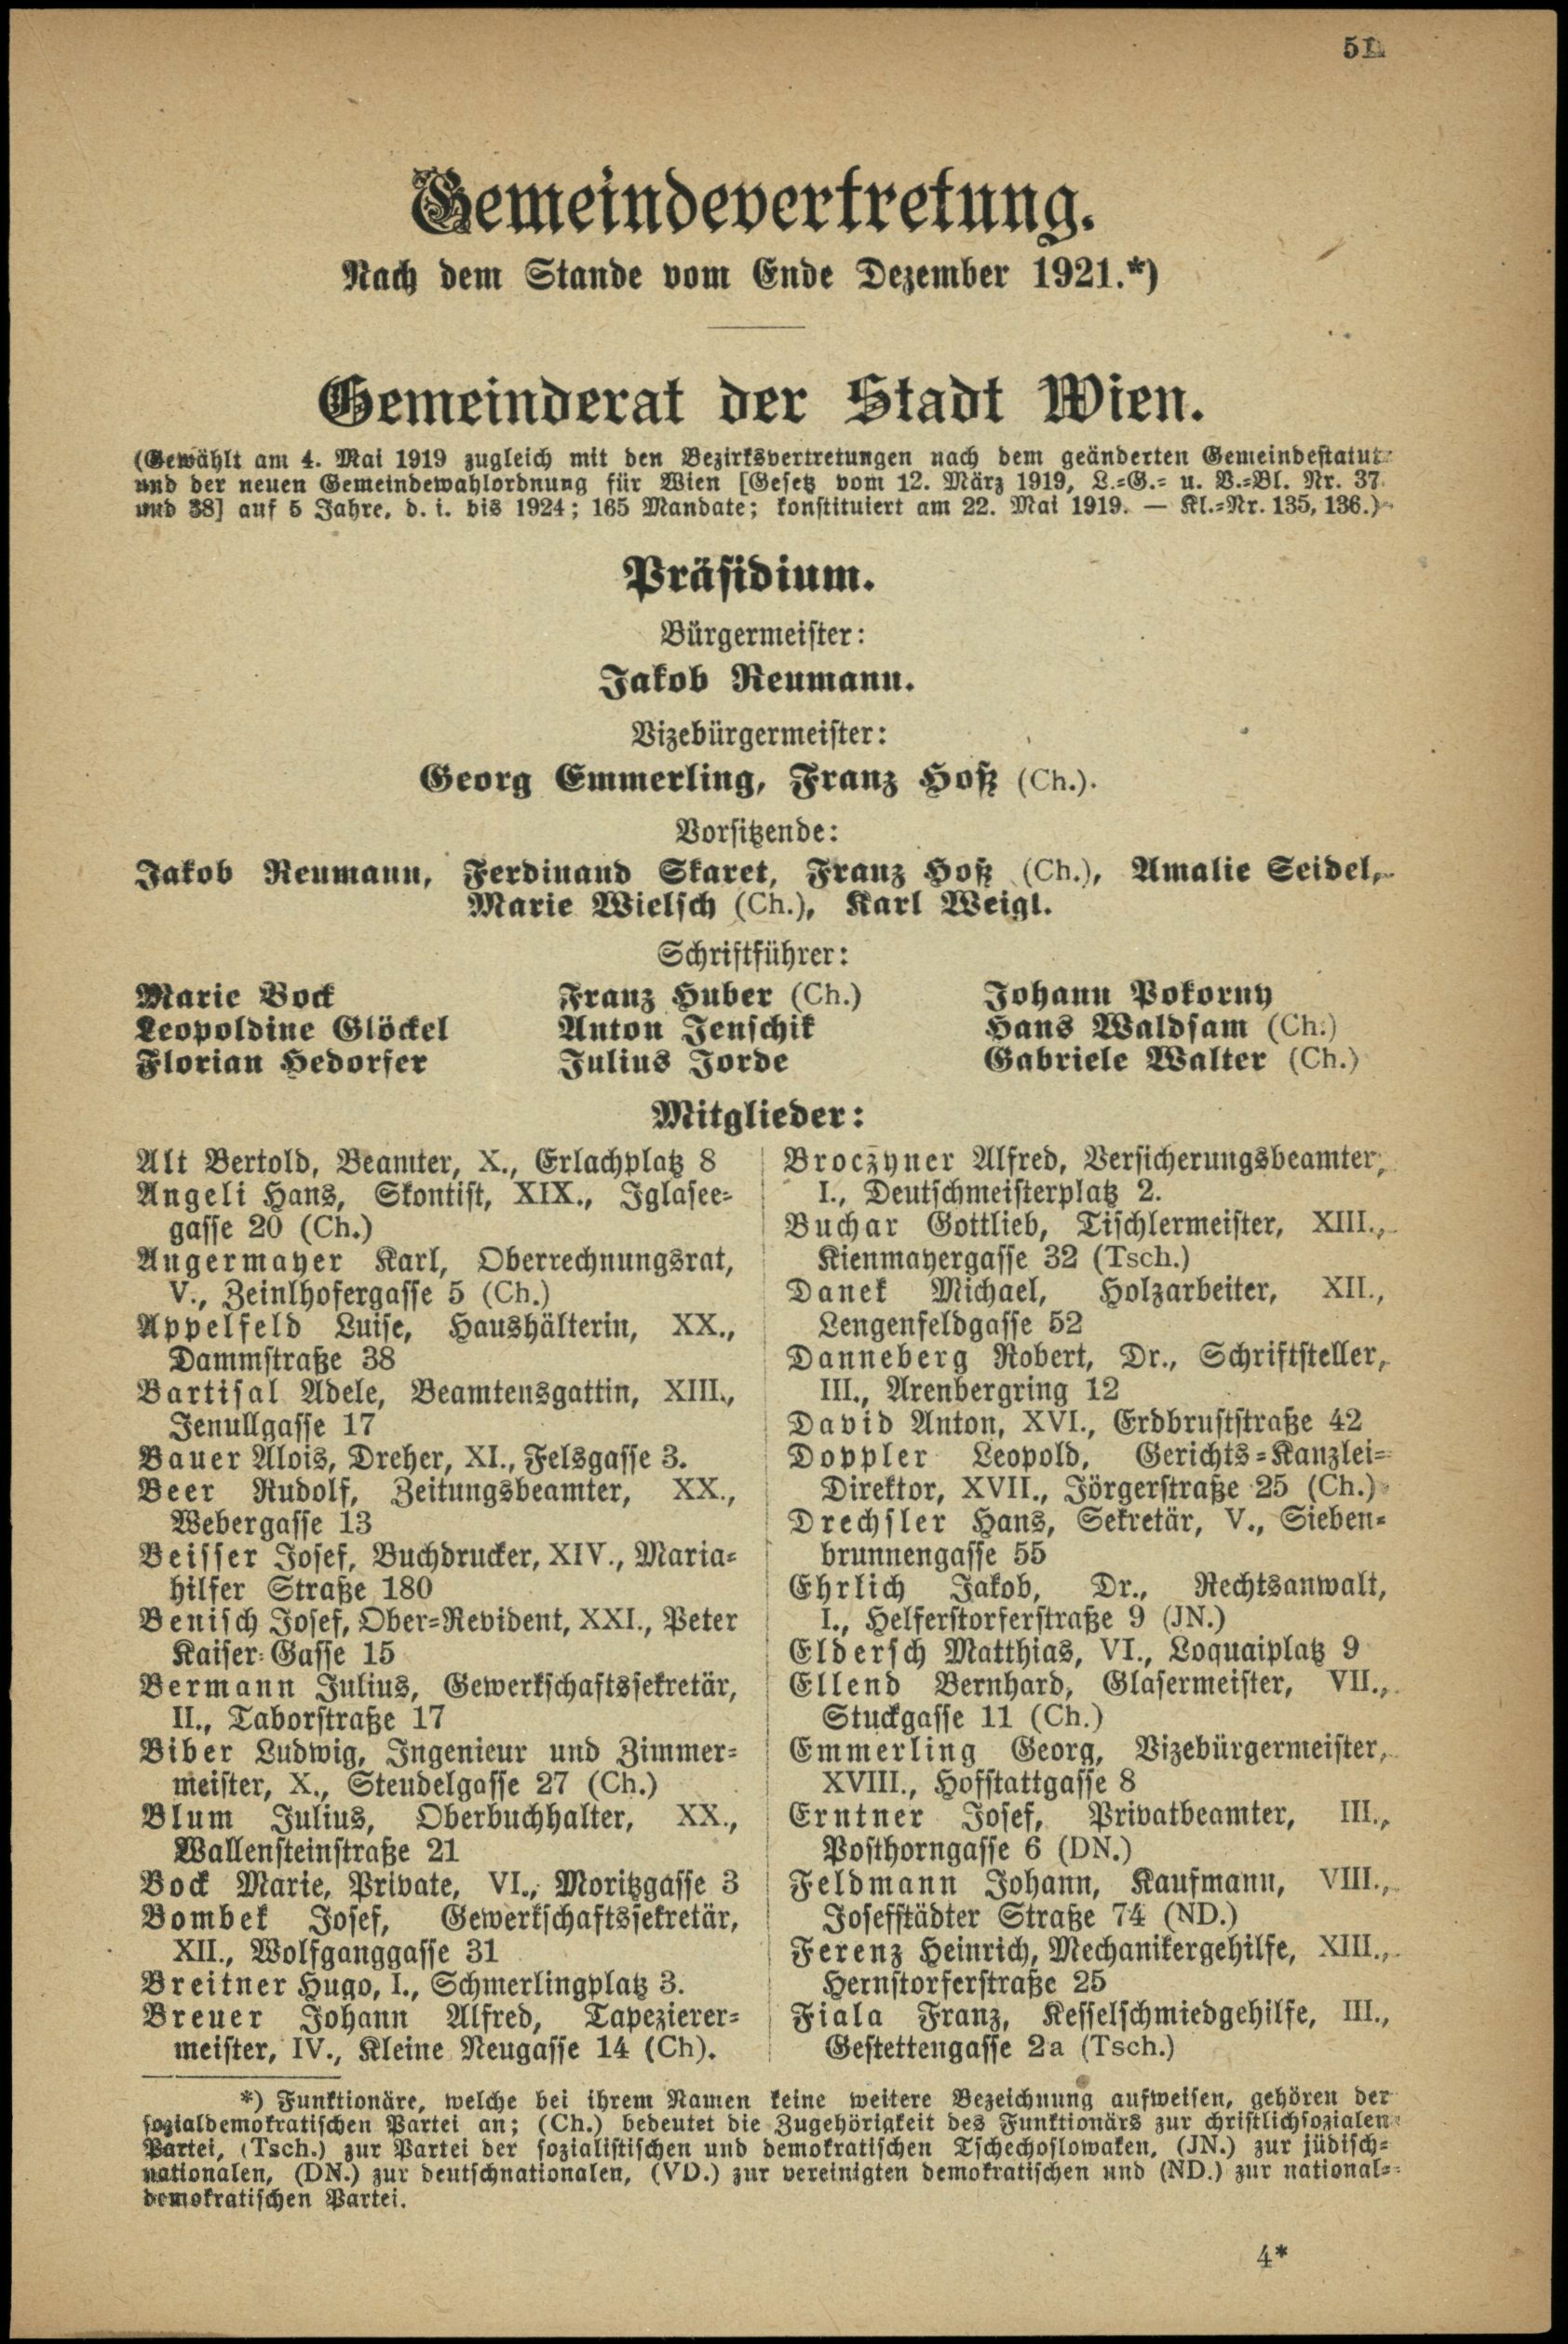 51
Gemeindevertretung.
Nach dem Stande vom Ende Dezember 1921.*)
Gemeinderat der Stadt Wien.
(Gewählt am 4. Mai 1919 zugleich mit den Bezirksvertretungen nach dem geänderten Gemeindestatut
und der neuen Gemeindewahlordnung für Wien [Gesetz vom 12. März 1919, L.-G.- u. V.-Bl. Nr. 37
und 38] auf 5 Jahre, d. i. bis 1924; 165 Mandate; konstituiert am 22. Mai 1919. — Kl.-Nr. 135, 136.)
Präsidium.
Bürgermeister:
Jakob Reumann.
Vizebürgermeister:
Georg Emmerling, Franz Hoß (Ch.).
Vorsitzende:
Jakob Reumann, Ferdinand Skaret, Franz Hoß (Ch.), Amalie Seidel,
Marie Wielsch (Ch.), Karl Weigl.
Schriftführer:
Marie Bock
Leopoldine Glöckel
Florian Hedorfer
Franz Huber (Ch.)
Anton Jenschik
Julius Jorde
Johann Pokorny
Hans Waldsam (Ch.)
Gabriele Walter (Ch.)
Mitglieder:
Alt Bertold, Beamter, X., Erlachplatz 8
Angeli Hans, Skontist, XIX., Iglasee-
gasse 20 (Ch.)
Angermayer Karl, Oberrechnungsrat,
V., Zeinlhofergasse 5 (Ch.)
Appelfeld Luise, Haushälterin, XX.,
Dammstraße 38
Bartisal Adele, Beamtensgattin, XIII.,
Jenullgasse 17
Bauer Alois, Dreher, XI., Felsgasse 3.
Beer Rudolf, Zeitungsbeamter, XX.,
Webergasse 13
Beisser Josef, Buchdrucker, XIV., Maria-
hilfer Straße 180
Benisch Josef, Ober-Revident, XXI., Peter
Kaiser-Gasse 15
Bermann Julius, Gewerkschaftssekretär,
II., Taborstraße 17
Biber Ludwig, Ingenieur und Zimmer-
meister, X., Steudelgasse 27 (Ch.)
Blum Julius, Oberbuchhalter, XX.,
Wallensteinstraße 21
Bock Marie, Private, VI., Moritzgasse 3
Bombek Josef, Gewerkschaftssekretär,
XII., Wolfganggasse 31
Breitner Hugo, I., Schmerlingplatz 3.
Breuer Johann Alfred, Tapezierer-
meister, IV., Kleine Neugasse 14 (Ch).
Broczyner Alfred, Versicherungsbeamter,
I., Deutschmeisterplatz 2.
Buchar Gottlieb, Tischlermeister, XIII.,
Kienmayergasse 32 (Tsch.)
Danek Michael, Holzarbeiter, XII.,
Lengenfeldgasse 52
Danneberg Robert, Dr., Schriftsteller,
III., Arenbergring 12
David Anton, XVI., Erdbruststraße 42
Doppler Leopold, Gerichts-Kanzlei-
Direktor, XVII., Jörgerstraße 25 (Ch.)
Drechsler Hans, Sekretär, V., Sieben-
brunnengasse 55
Ehrlich Jakob, Dr., Rechtsanwalt,
I., Helferstorferstraße 9 (JN.)
Eldersch Matthias, VI., Loquaiplatz 9
Ellend Bernhard, Glasermeister, VII.,
Stuckgasse 11 (Ch.)
Emmerling Georg, Vizebürgermeister,
XVIII., Hofstattgasse 8
Erntner Josef, Privatbeamter, III.,
Posthorngasse 6 (DN.)
Feldmann Johann, Kaufmann, VIII.,
Josefstädter Straße 74 (ND.)
Ferenz Heinrich, Mechanikergehilfe, XIII.,
Hernstorferstraße 25
Fiala Franz, Kesselschmiedgehilfe, III.,
Gestettengasse 2a (Tsch.)
*) Funktionäre, welche bei ihrem Namen keine weitere Bezeichnung aufweisen, gehören der
sozialdemokratischen Partei an; (Ch.) bedeutet die Zugehörigkeit des Funktionärs zur christlichsozialen
Partei, (Tsch.) zur Partei der sozialistischen und demokratischen Tschechoslowaken, (JN.) zur jüdisch-
nationalen, (DN.) zur deutschnationalen, (VD.) zur vereinigten demokratischen und (ND.) zur national-
demokratischen Partei.
4*